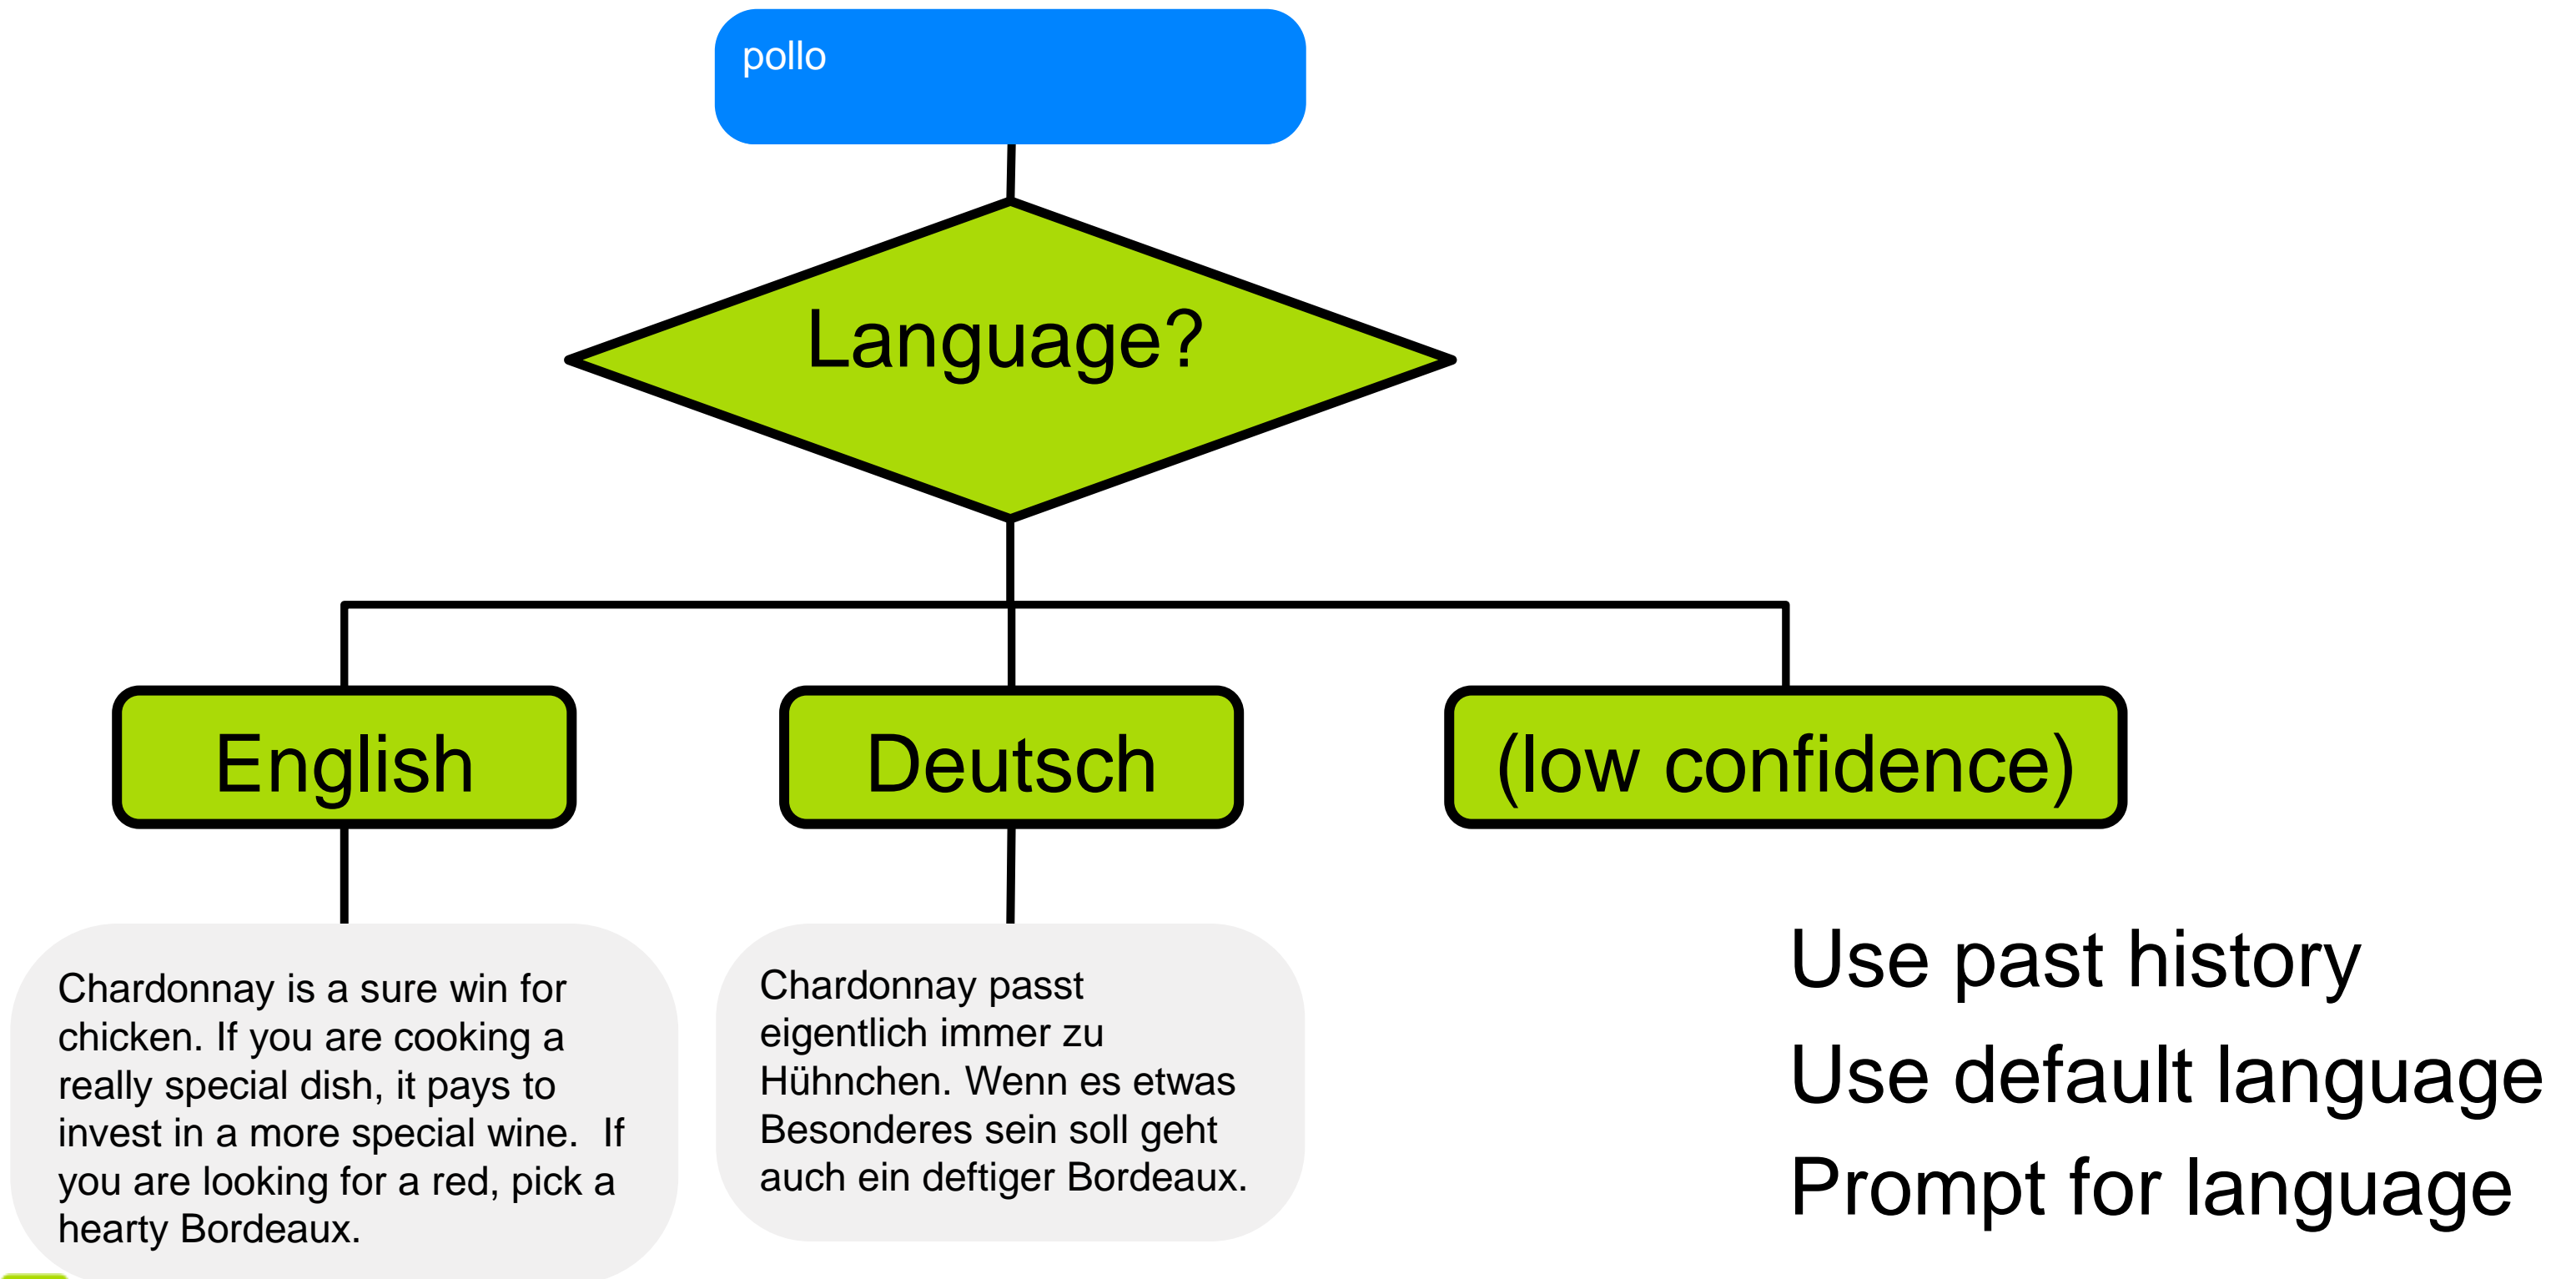 pollo
Language?
English
Deutsch
(low confidence)
Chardonnay is a sure win for
chicken. If you are cooking a
really special dish, it pays to
invest in a more special wine.  If
you are looking for a red, pick a
hearty Bordeaux.
Chardonnay passt
eigentlich immer zu
Hühnchen. Wenn es etwas
Besonderes sein soll geht
auch ein deftiger Bordeaux.
Use past history
Use default language
Prompt for language